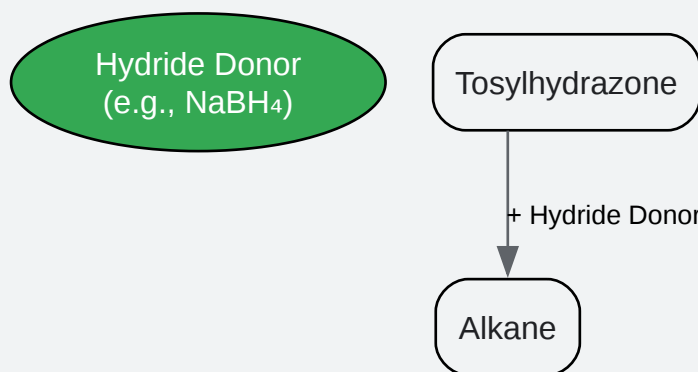 Hydride Donor
(e.g., NaBH₄)
Tosylhydrazone
+ Hydride Donor
Alkane